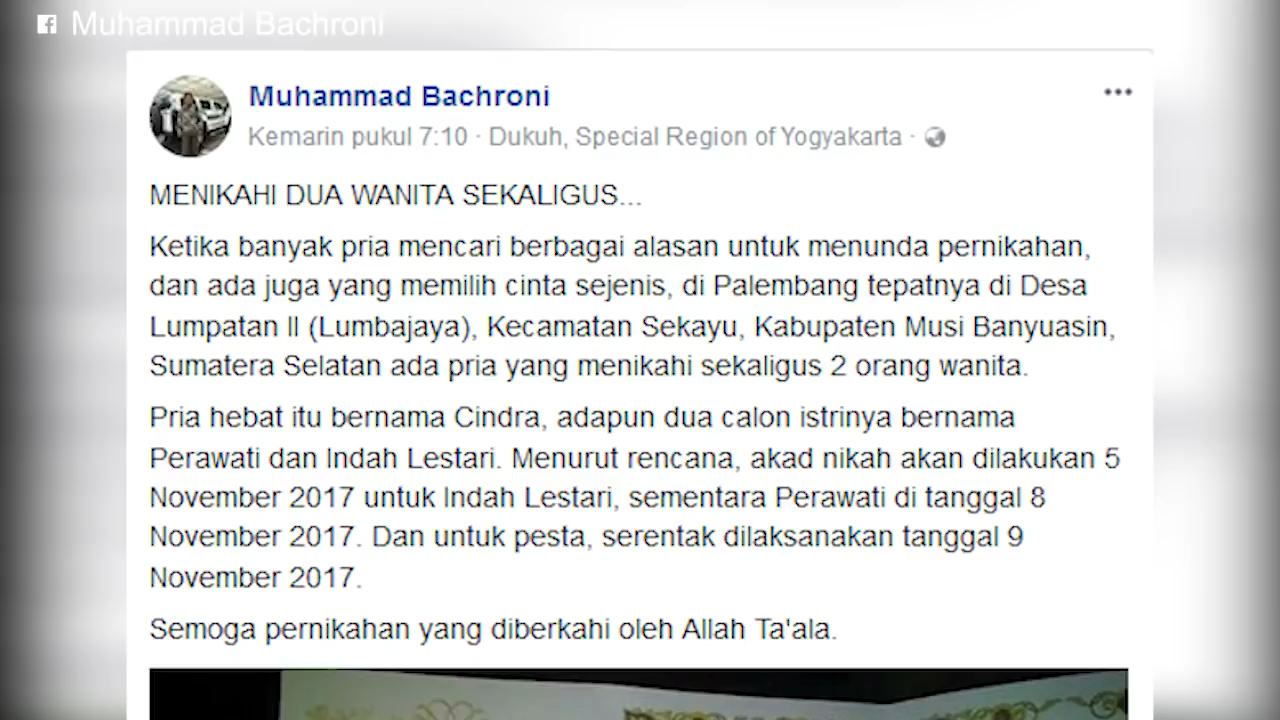 Muhammad Bachroni
Muhammad Bachroni
Kemarin pukul 7:10 · Dukuh, Special Region of Yogyakarta ·
MENIKAHI DUA WANITA SEKALIGUS...
Ketika banyak pria mencari berbagai alasan untuk menunda pernikahan,
dan ada juga yang memilih cinta sejenis, di Palembang tepatnya di Desa
Lumpatan II (Lumbajaya), Kecamatan Sekayu, Kabupaten Musi Banyuasin,
Sumatera Selatan ada pria yang menikahi sekaligus 2 orang wanita.
Pria hebat itu bernama Cindra, adapun dua calon istrinya bernama
Perawati dan Indah Lestari. Menurut rencana, akad nikah akan dilakukan 5
November 2017 untuk Indah Lestari, sementara Perawati di tanggal 8
November 2017. Dan untuk pesta, serentak dilaksanakan tanggal 9
November 2017.
Semoga pernikahan yang diberkahi oleh Allah Ta'ala.